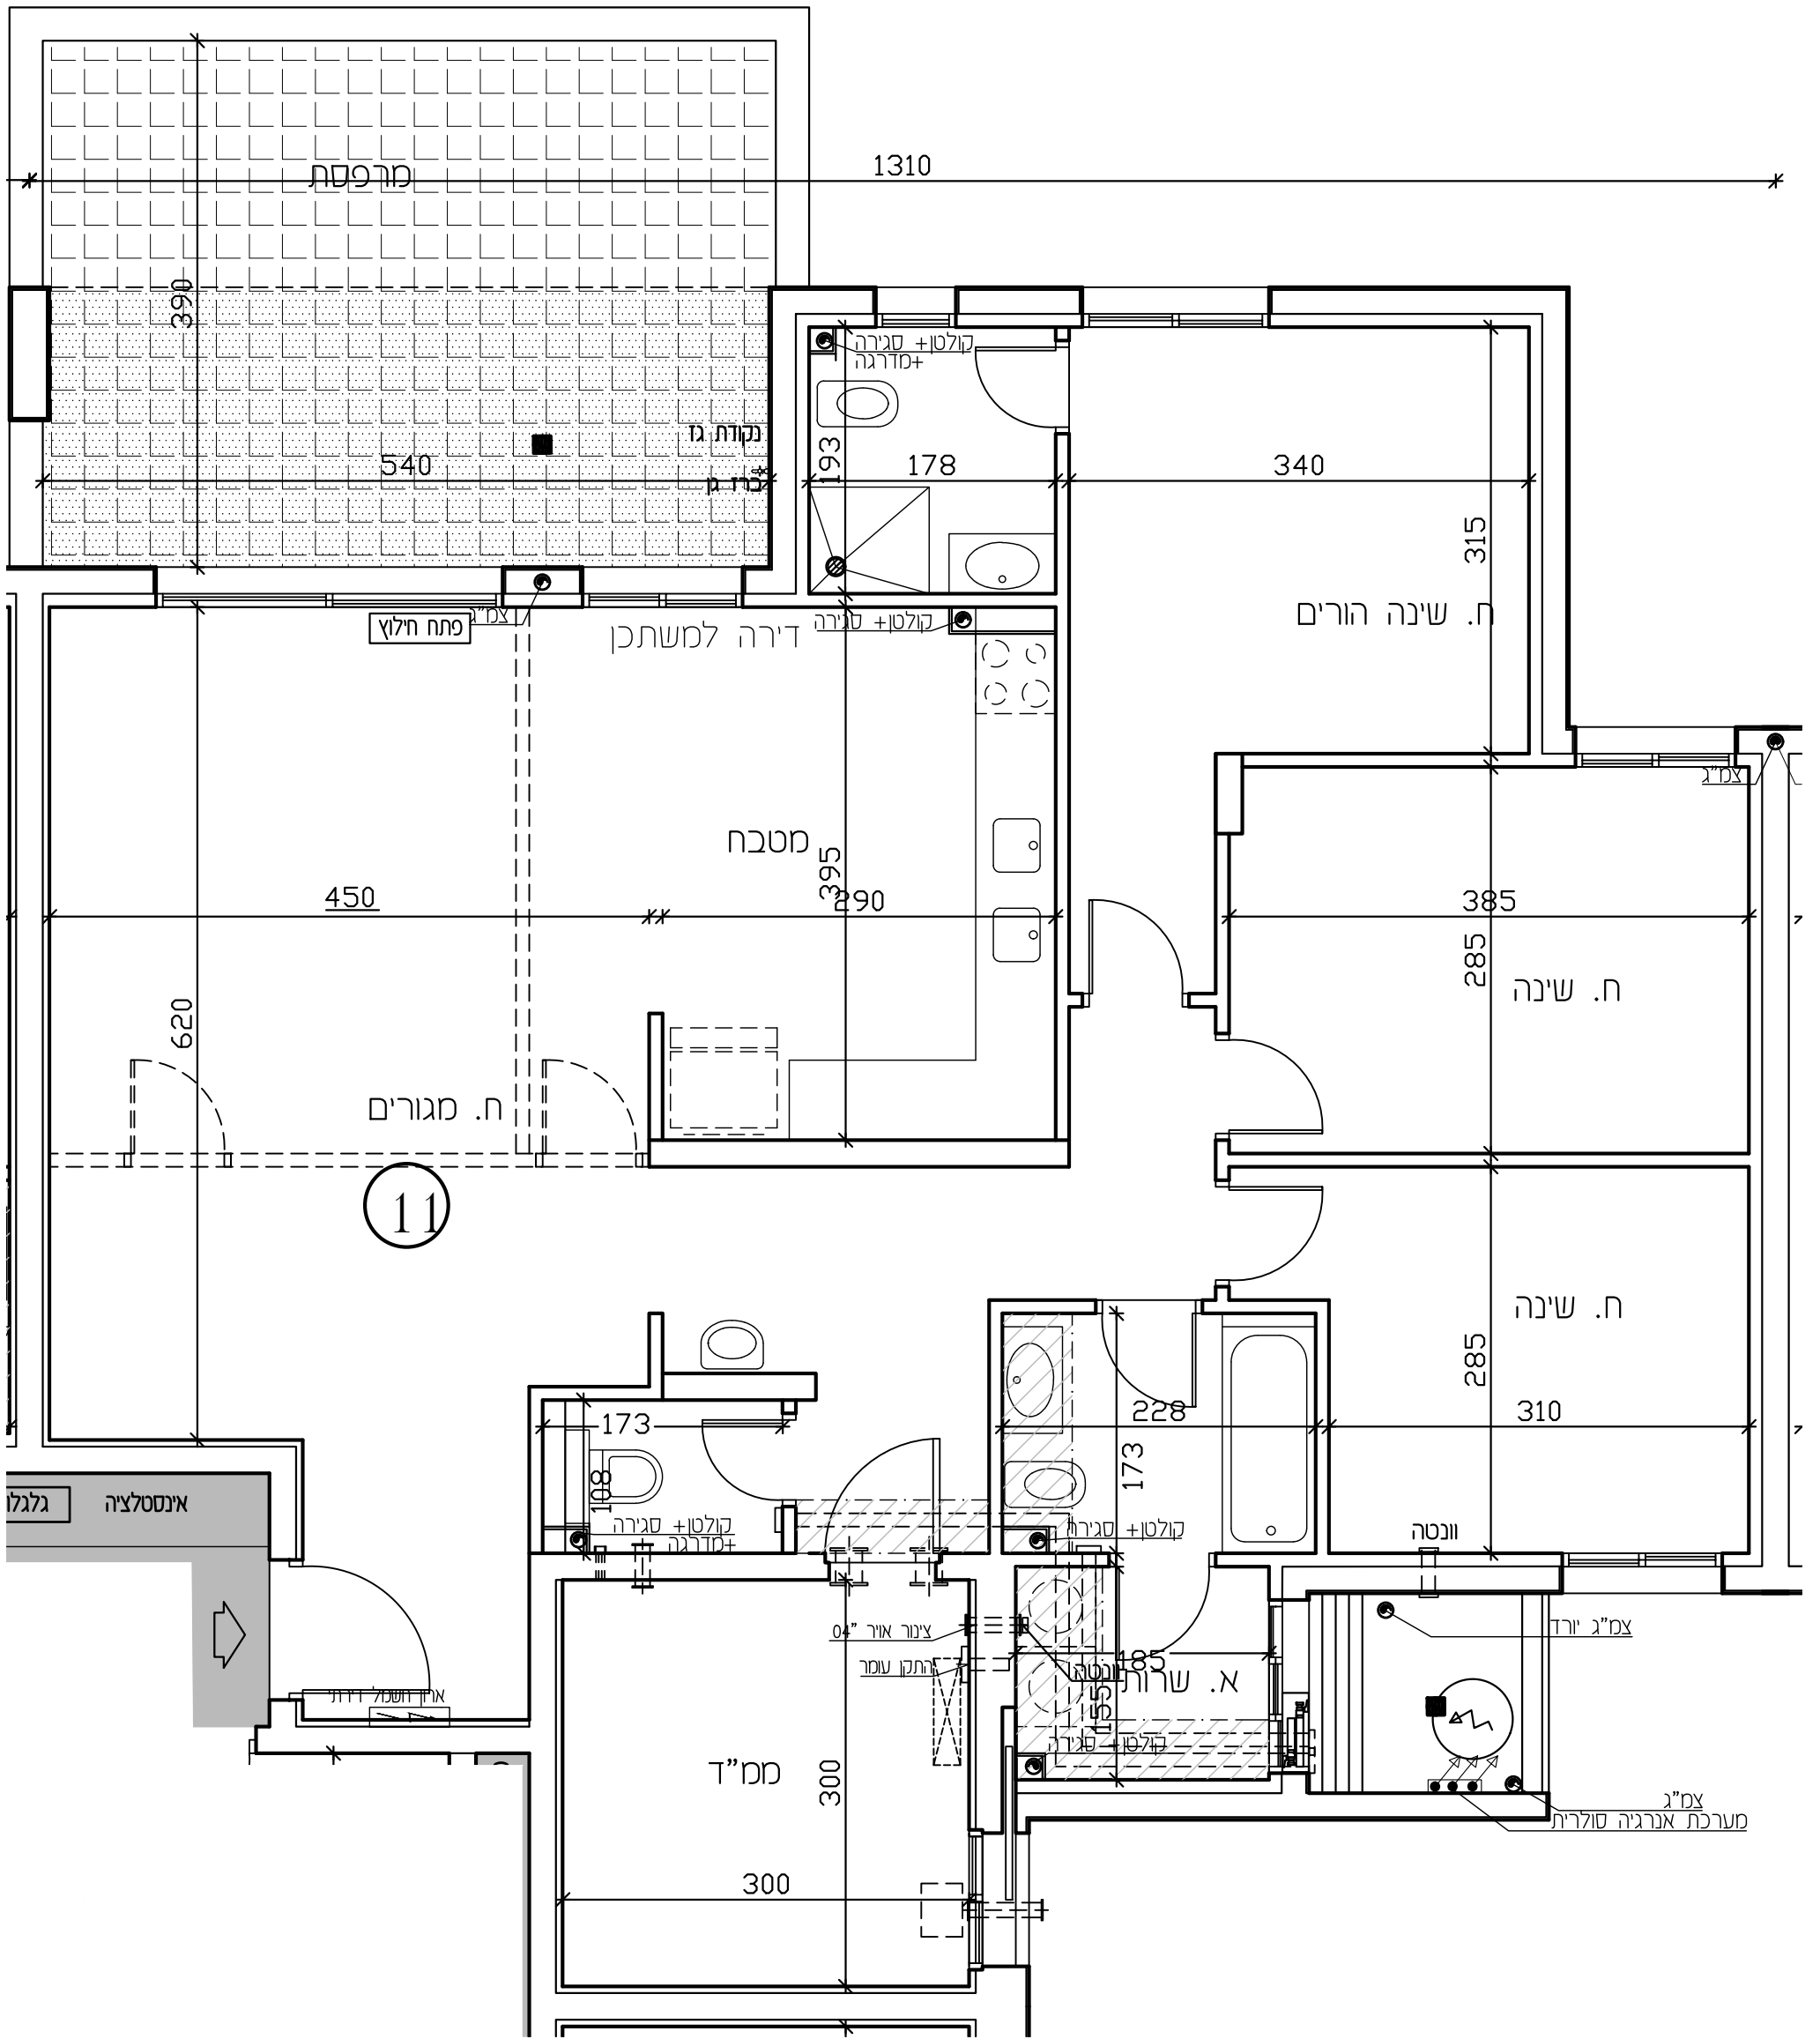 1310
מרפסת
390
קולטן+ סגירה
+מדרגה
נקודת גז
540
ברז גן
193
178
340
315
פתח חילוץ
צמ"ג
דירה למשתכן
קולטן+ סגירה
ח. שינה הורים
צמ"ג
מטבח
395
450
290
385
285
ח. שינה
620
ח. מגורים
11
ח. שינה
285
173
228
310
173
108
אינסטלציה
קולטן+ סגירה
+מדרגה
קולטן+ סגירה
וונטה
צינור אויר "04
צמ"ג יורד
185
התקן עומר
וונטה
א. שרות
155
ארון חשמל דירתי
קולטן+ סגירה
ממ"ד
300
צמ"ג
מערכת אנרגיה סולרית
300